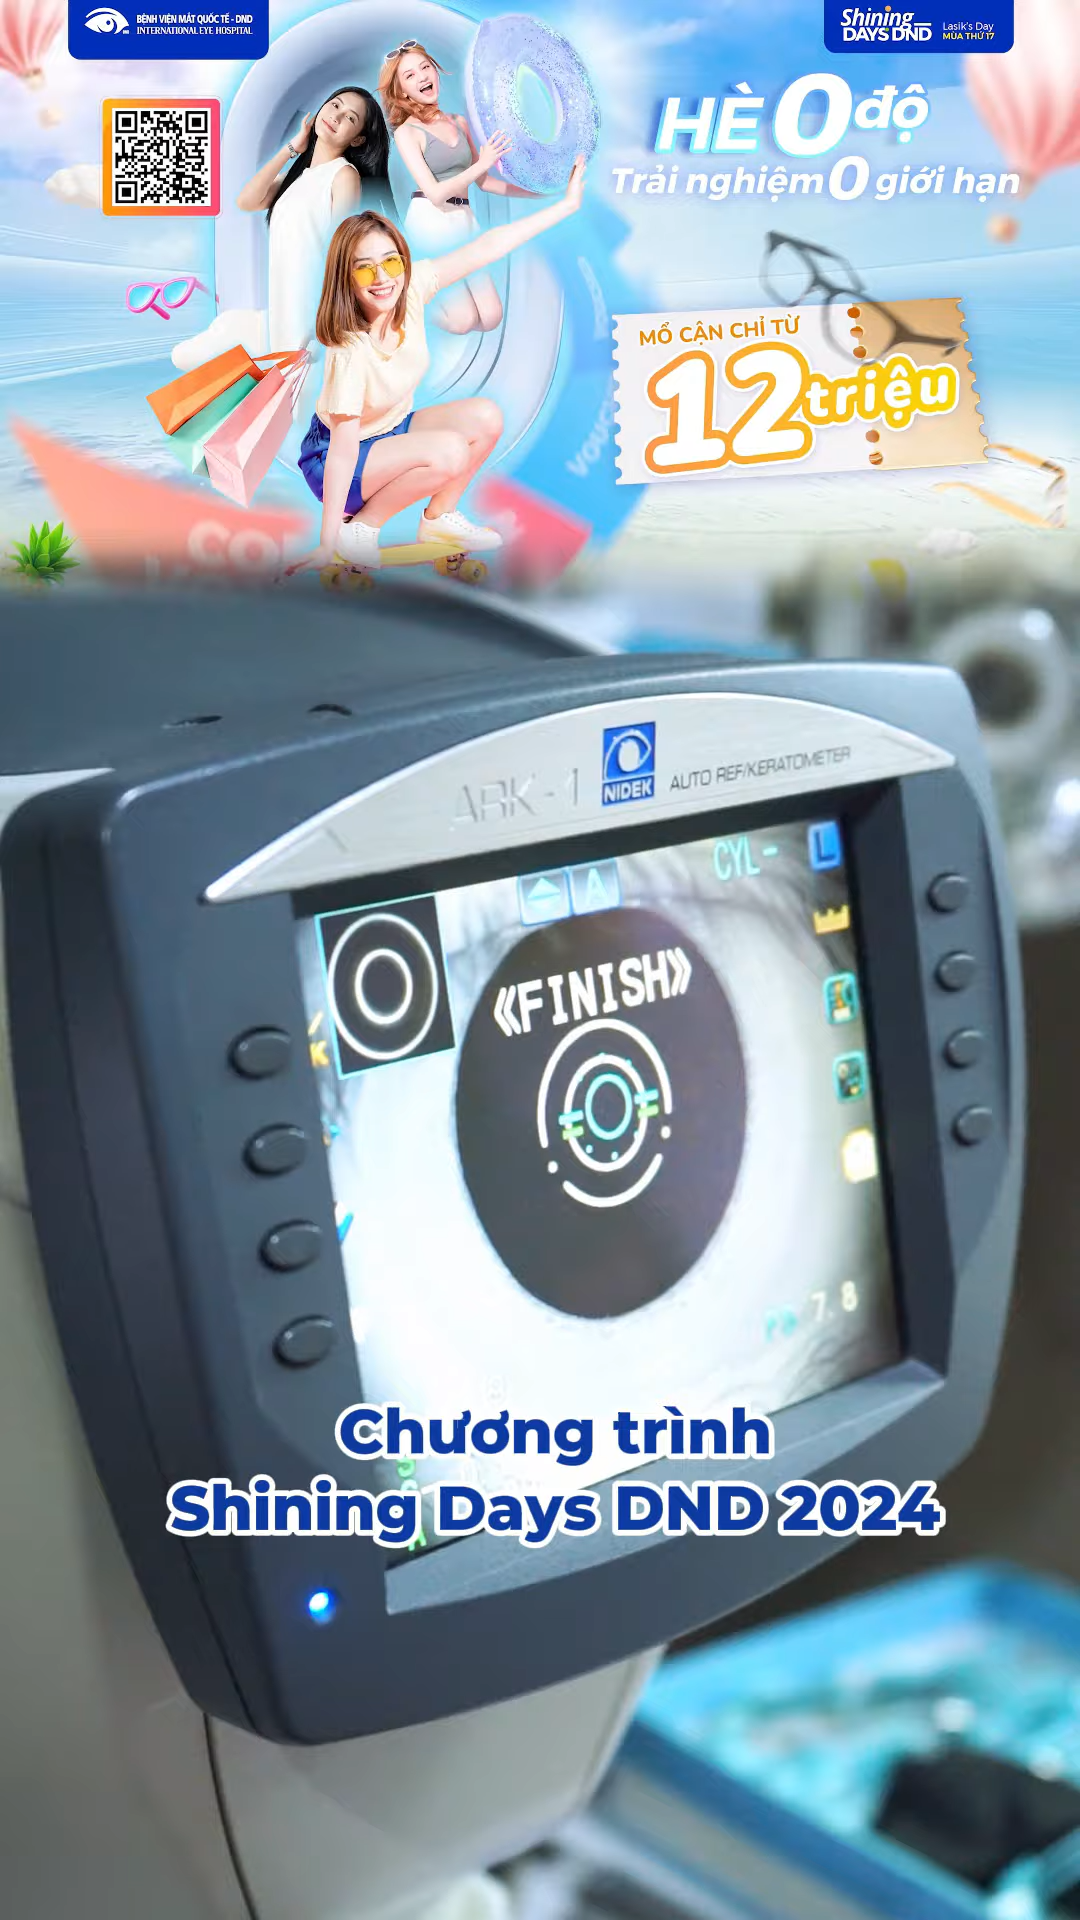 BỆNH VIỆN MẮT QUỐC TẾ - DND
INTERNATIONAL EYE HOSPITAL
Shining
DAYS DND
Lasik's Day
MÙA THỨ 17
HÈ 0 độ
Trải nghiệm 0 giới hạn
MỔ CẬN CHỈ TỪ
12 triệu
ARK-1
NIDEK
AUTO REF/KERATOMETER
CYL-
L
A
«FINISH»
7.8
Chương trình
Shining Days DND 2024